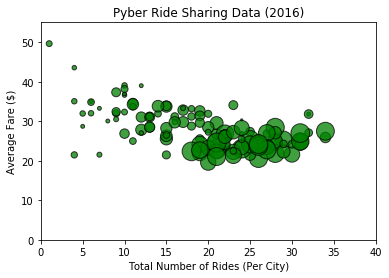 Pyber Ride Sharing Data (2016)
50
40
30
20
10
0
Average Fare ($)
0 5 10 15 20 25 30 35 40
Total Number of Rides (Per City)